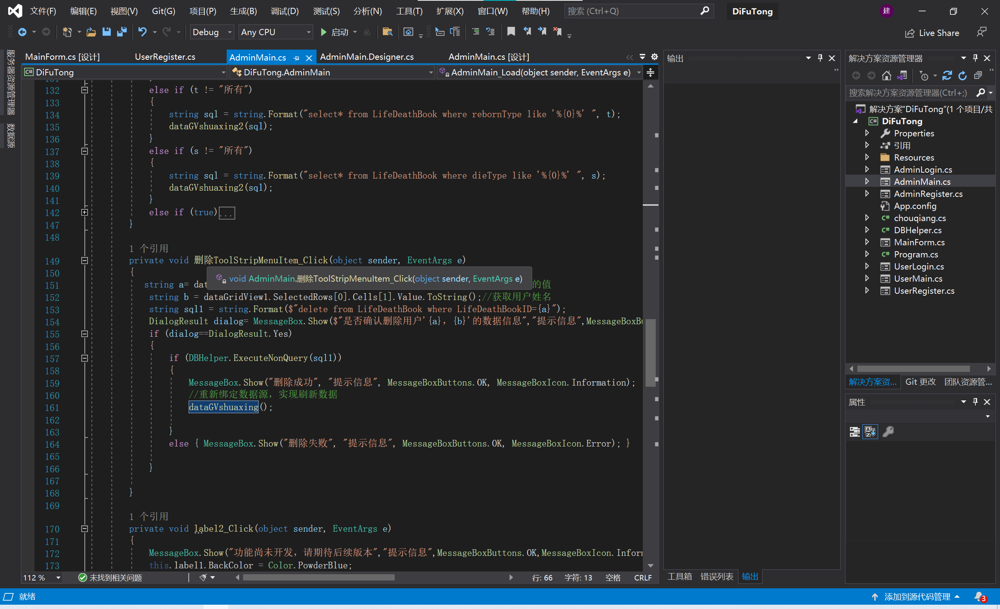 文件(F) 编辑(E) 视图(V) Git(G) 项目(P) 生成(B) 调试(D) 测试(S) 分析(N) 工具(T) 扩展(X) 窗口(W) 帮助(H) 搜索 (Ctrl+Q) DiFuTong 建
Debug Any CPU 启动 Live Share
服务器资源管理器
数据源
MainForm.cs [设计] UserRegister.cs AdminMain.cs AdminMain.Designer.cs AdminMain.cs [设计]
C# DiFuTong DiFuTong.AdminMain AdminMain_Load(object sender, EventArgs e)
131
132 else if (t != "所有")
133 {
134 string sql = string.Format("select* from LifeDeathBook where rebornType like '%{0}%' ", t);
135 dataGVshuaxing2(sql);
136 }
137 else if (s != "所有")
138 {
139 string sql = string.Format("select* from LifeDeathBook where dieType like '%{0}%' ", s);
140 dataGVshuaxing2(sql);
141 }
142 else if (true)...
147 }
148
1 个引用
149 private void 删除ToolStripMenuItem_Click(object sender, EventArgs e)
150 {
void AdminMain.删除ToolStripMenuItem_Click(object sender, EventArgs e)
151 string a= dat 的值
152 string b = dataGridView1.SelectedRows[0].Cells[1].Value.ToString();//获取用户姓名
153 string sql1 = string.Format($"delete from LifeDeathBook where LifeDeathBookID={a}");
154 DialogResult dialog= MessageBox.Show($"是否确认删除用户'{a}, {b}'的数据信息","提示信息",MessageBoxBu
155 if (dialog==DialogResult.Yes)
156 {
157 if (DBHelper.ExecuteNonQuery(sql1))
158 {
159 MessageBox.Show("删除成功", "提示信息", MessageBoxButtons.OK, MessageBoxIcon.Information);
160 //重新绑定数据源，实现刷新数据
161 dataGVshuaxing();
162
163 }
164 else { MessageBox.Show("删除失败", "提示信息", MessageBoxButtons.OK, MessageBoxIcon.Error); }
165
166 }
167
168 }
169
1 个引用
170 private void label2_Click(object sender, EventArgs e)
171 {
172 MessageBox.Show("功能尚未开发，请期待后续版本","提示信息",MessageBoxButtons.OK,MessageBoxIcon.Infor
173 this.label1.BackColor = Color.PowderBlue;
112 % 未找到相关问题 行: 66 字符: 13 空格 CRLF
输出
工具箱 错误列表 输出
解决方案资源管理器
搜索解决方案资源管理器(Ctrl+;)
解决方案"DiFuTong"(1 个项目/共
C# DiFuTong
Properties
引用
Resources
AdminLogin.cs
AdminMain.cs
AdminRegister.cs
App.config
C# chouqiang.cs
C# DBHelper.cs
MainForm.cs
C# Program.cs
UserLogin.cs
UserMain.cs
UserRegister.cs
解决方案资... Git 更改 团队资源管...
属性
就绪 添加到源代码管理 3